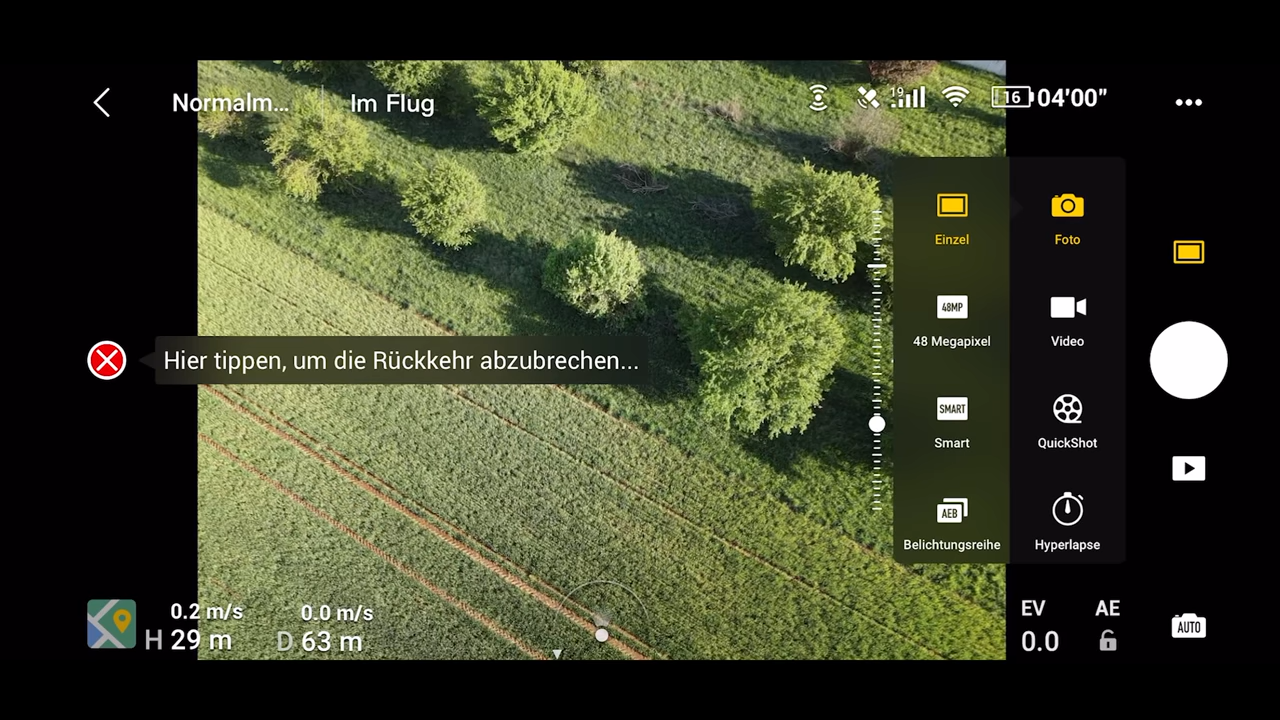 Normalm...
Im Flug
19
16
04'00"
Einzel
Foto
48MP
48 Megapixel
Video
Hier tippen, um die Rückkehr abzubrechen...
SMART
Smart
QuickShot
AEB
Belichtungsreihe
Hyperlapse
0.2 m/s
0.0 m/s
H 29 m
D 63 m
EV
AE
0.0
AUTO